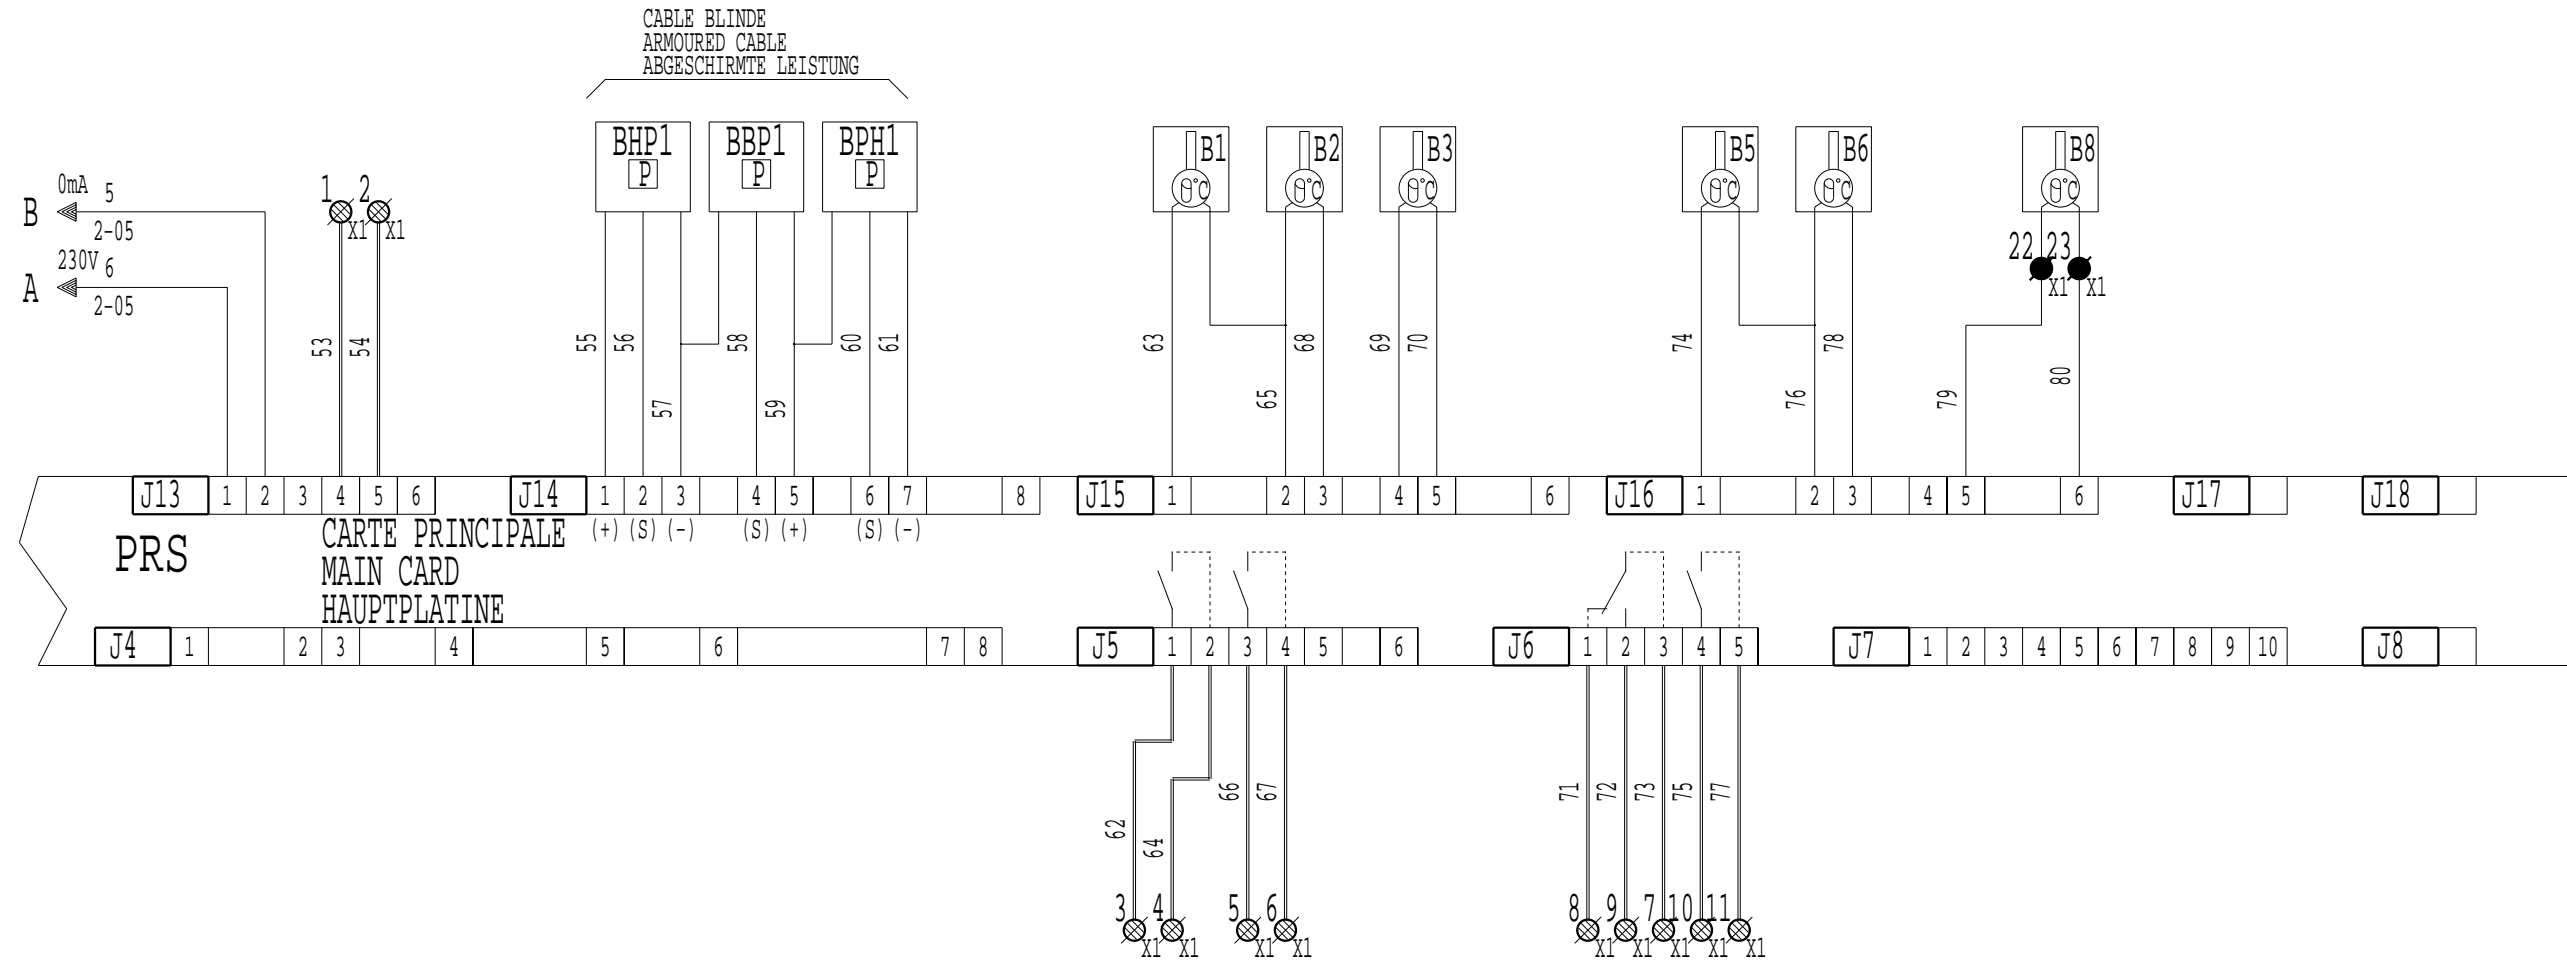 CABLE BLINDE
ARMOURED CABLE
ABGESCHIRMTE LEISTUNG
BHP1 BBP1 BPH1 B1 B2 B3 B5 B6 B8
P P P θ°C θ°C θ°C θ°C θ°C θ°C
0mA 5 1 2
B X1 X1
2-05
230V 6 22 23
A X1 X1
2-05
53 54 55 56 58 60 61 63 68 69 70 74 78
57 59 65 76 79 80
J13 1 2 3 4 5 6 J14 1 2 3 4 5 6 7 8 J15 1 2 3 4 5 6 J16 1 2 3 4 5 6 J17 J18
(+) (S) (-) (S) (+) (S) (-)
PRS
CARTE PRINCIPALE
MAIN CARD
HAUPTPLATINE
J4 1 2 3 4 5 6 7 8 J5 1 2 3 4 5 6 J6 1 2 3 4 5 J7 1 2 3 4 5 6 7 8 9 10 J8
62 64 66 67 71 72 73 75 77
3 4 5 6 8 9 7 10 11
X1 X1 X1 X1 X1 X1 X1 X1 X1